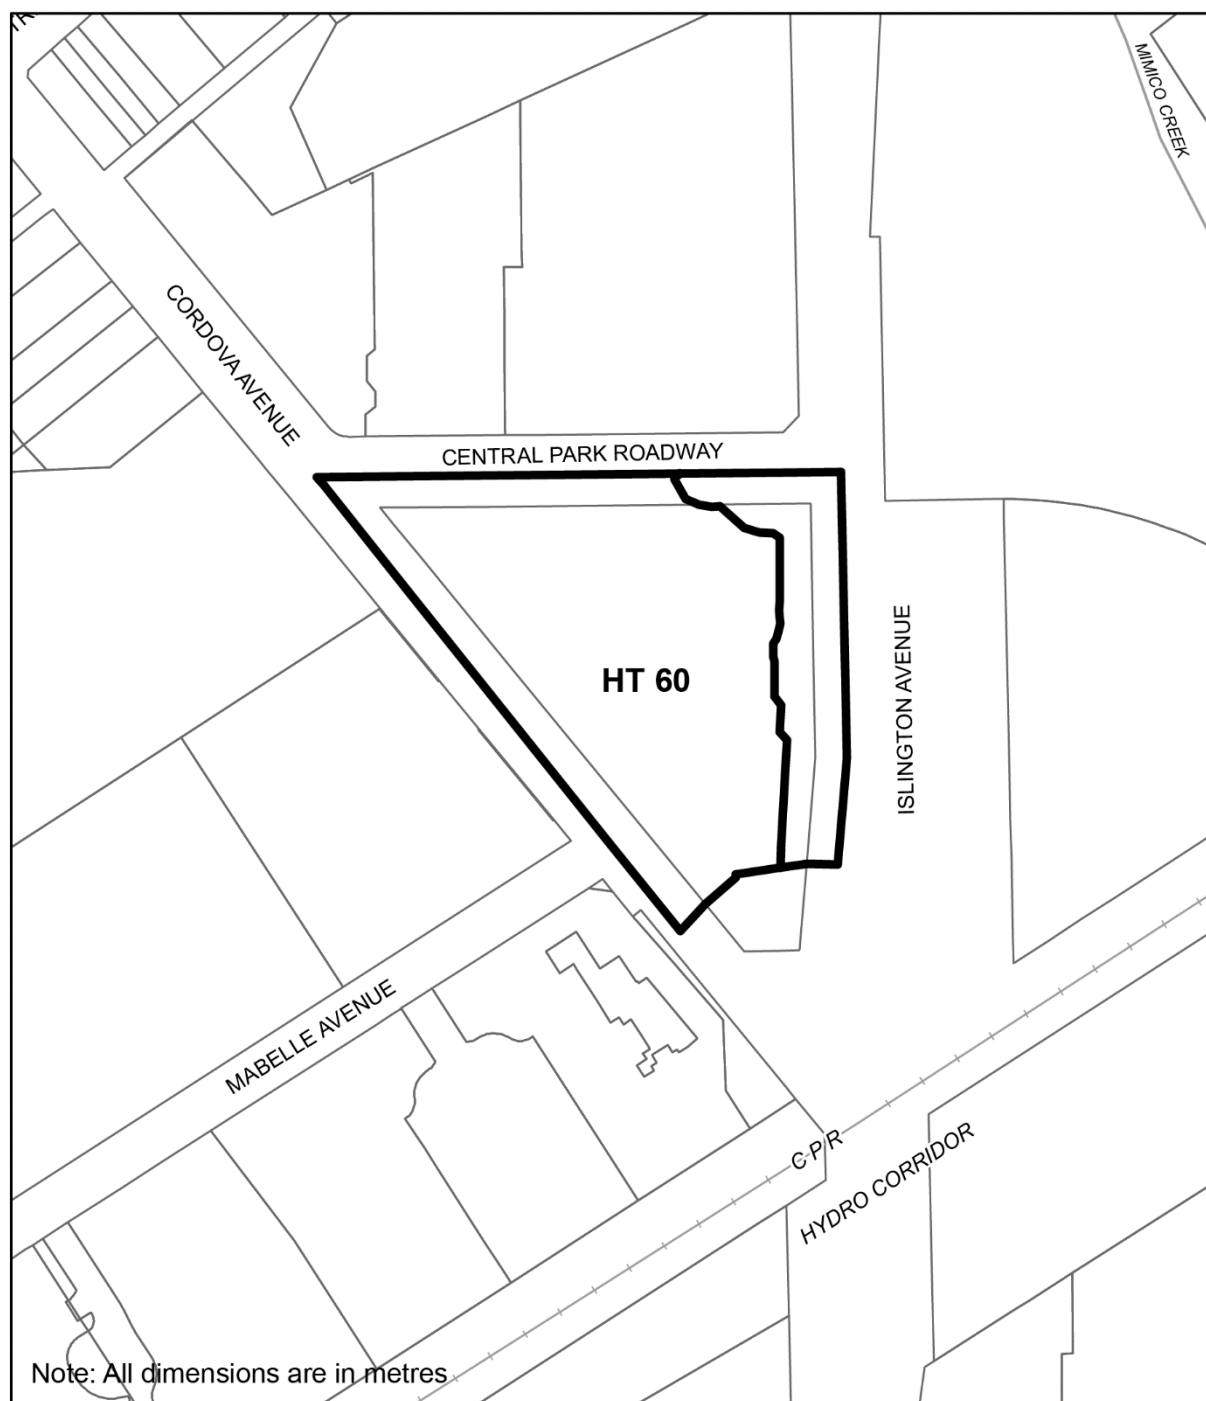 MIMICO CREEK
CORDOVA AVENUE
CENTRAL PARK ROADWAY
HT 60
ISLINGTON AVENUE
MABELLE AVENUE
C P R
HYDRO CORRIDOR
Note: All dimensions are in metres